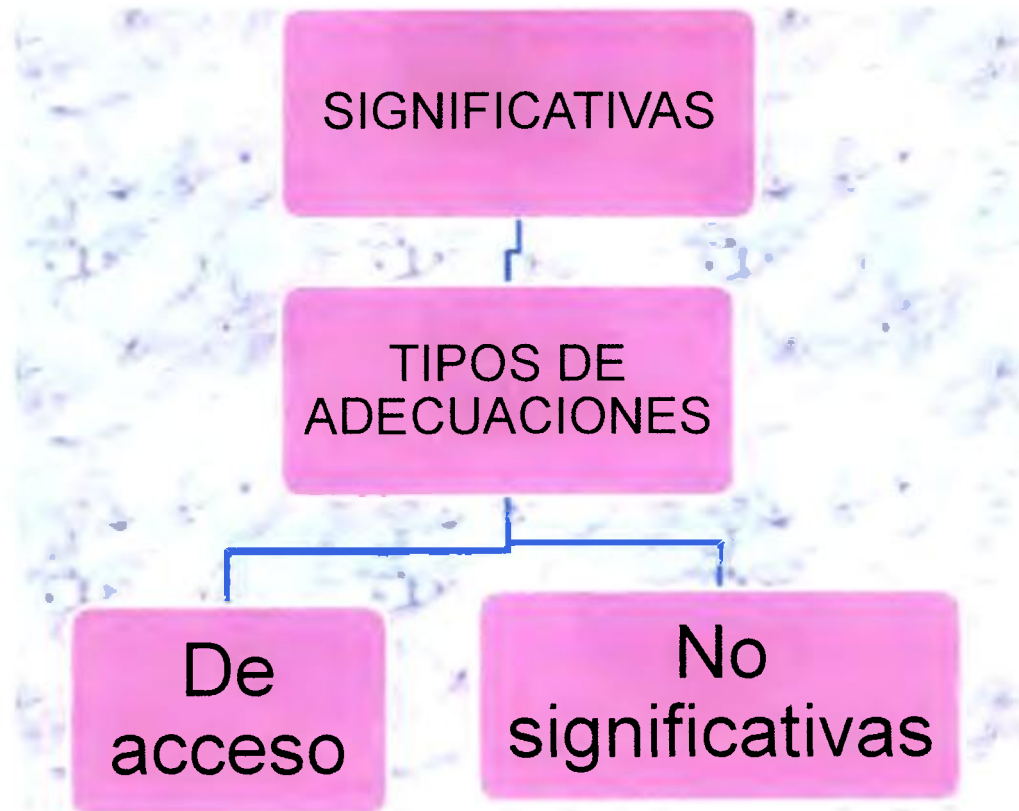 SIGNIFICATIVAS
TIPOS DE
ADECUACIONES
De
acceso
No
significativas